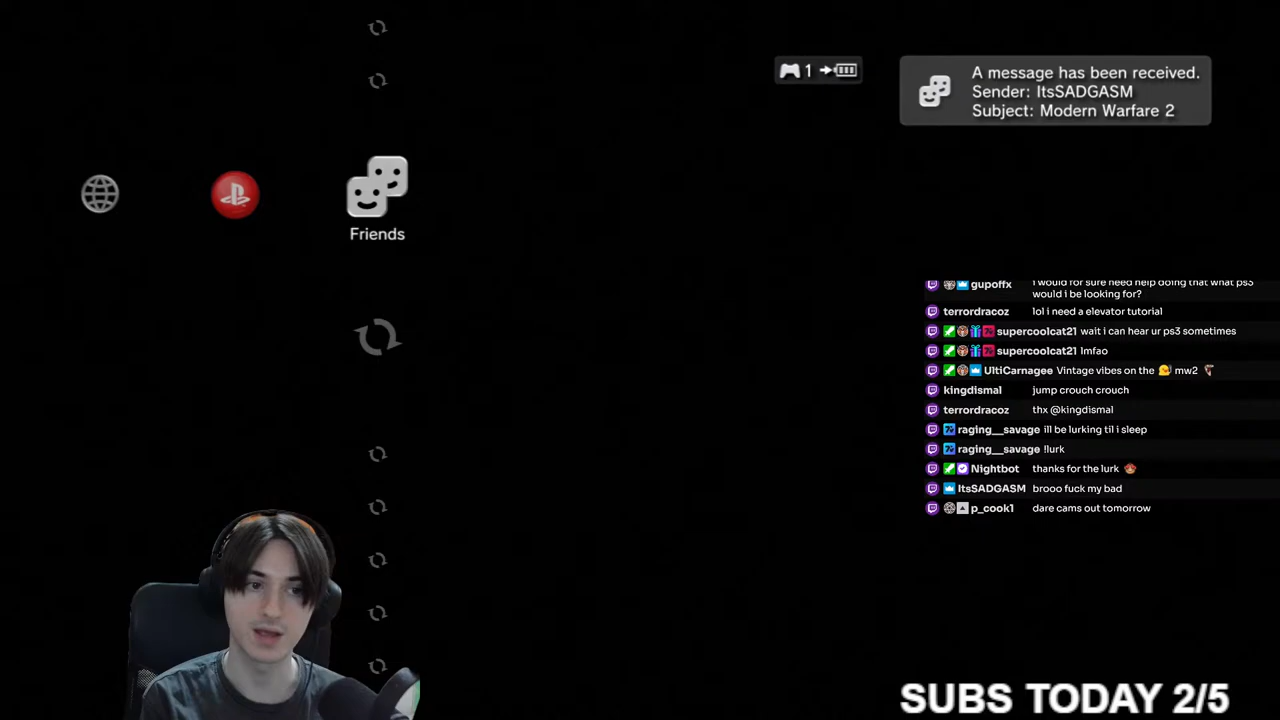 1
A message has been received.
Sender: ItsSADGASM
Subject: Modern Warfare 2
Friends
gupoffx i would for sure need help doing that what ps3
would i be looking for?
terrordracoz lol i need a elevator tutorial
supercoolcat21 wait i can hear ur ps3 sometimes
supercoolcat21 lmfao
UltiCarnagee Vintage vibes on the mw2
kingdismal jump crouch crouch
terrordracoz thx @kingdismal
raging__savage ill be lurking til i sleep
raging__savage !lurk
Nightbot thanks for the lurk
ItsSADGASM brooo fuck my bad
p_cook1 dare cams out tomorrow
SUBS TODAY 2/5